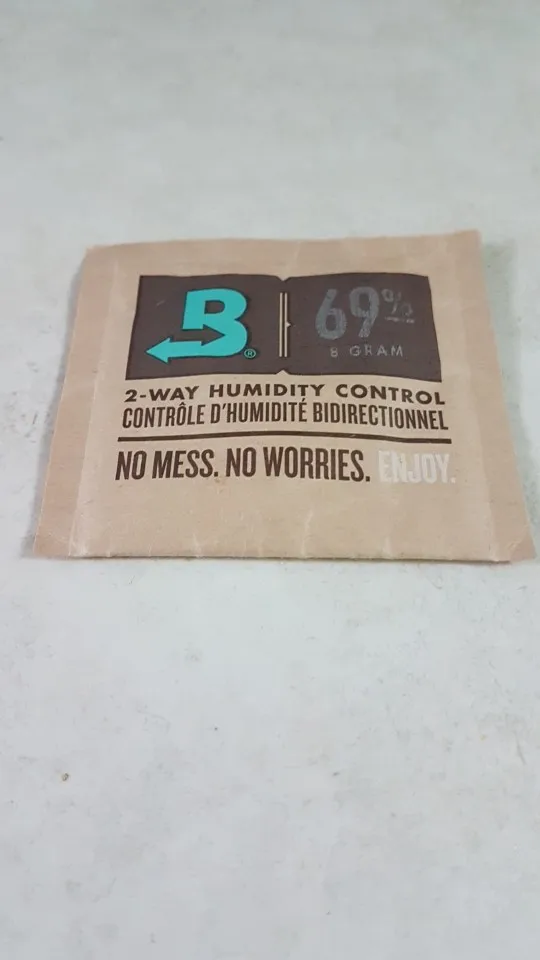 B®
69%
8 GRAM
2-WAY HUMIDITY CONTROL
CONTRÔLE D'HUMIDITÉ BIDIRECTIONNEL
NO MESS. NO WORRIES. ENJOY.